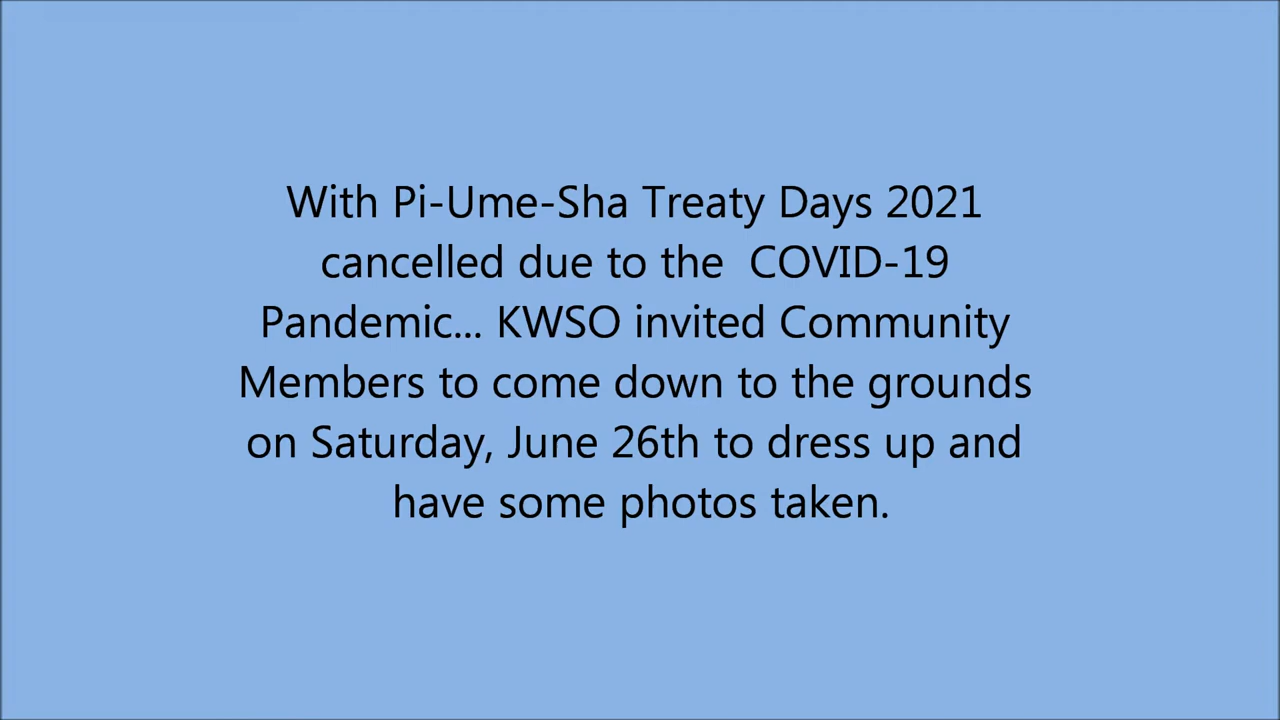 With Pi-Ume-Sha Treaty Days 2021
cancelled due to the  COVID-19
Pandemic... KWSO invited Community
Members to come down to the grounds
on Saturday, June 26th to dress up and
have some photos taken.